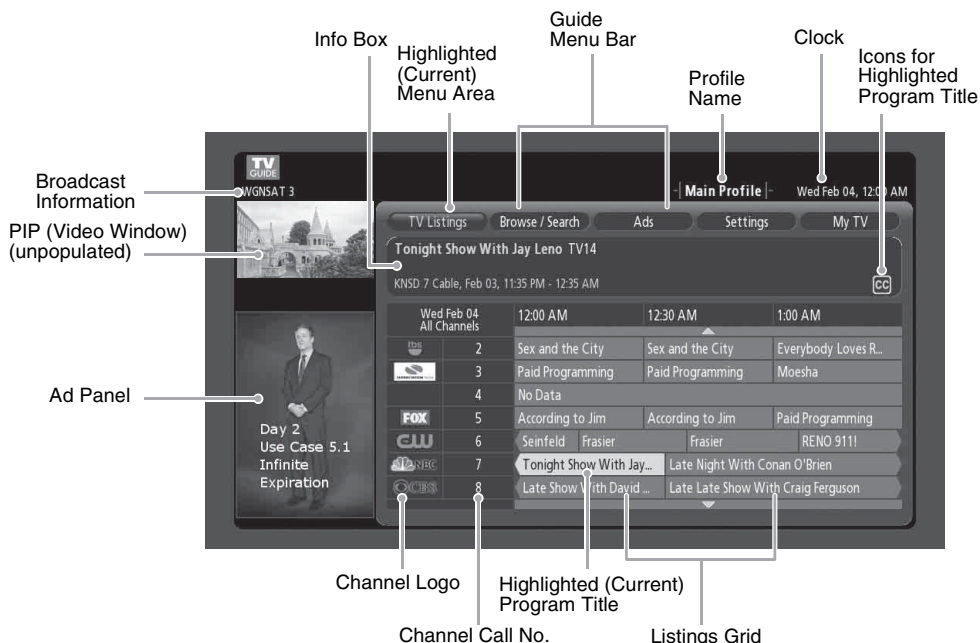 Info Box
Highlighted
(Current)
Menu Area
Guide
Menu Bar
Profile
Name
Clock
Icons for
Highlighted
Program Title
Broadcast
Information
PIP (Video Window)
(unpopulated)
Ad Panel
TV
GUIDE
WGNSAT 3
Main Profile
Wed Feb 04, 12:00 AM
TV Listings
Browse / Search
Ads
Settings
My TV
Tonight Show With Jay Leno TV14
KNSD 7 Cable, Feb 03, 11:35 PM - 12:35 AM
CC
Wed Feb 04
All Channels
12:00 AM
12:30 AM
1:00 AM
tbs 2 Sex and the City Sex and the City Everybody Loves R...
3 Paid Programming Paid Programming Moesha
4 No Data
FOX 5 According to Jim According to Jim Paid Programming
CW 6 Seinfeld Frasier Frasier RENO 911!
NBC 7 Tonight Show With Jay... Late Night With Conan O'Brien
CBS 8 Late Show With David ... Late Late Show With Craig Ferguson
Day 2
Use Case 5.1
Infinite
Expiration
Channel Logo
Highlighted (Current)
Program Title
Channel Call No.
Listings Grid